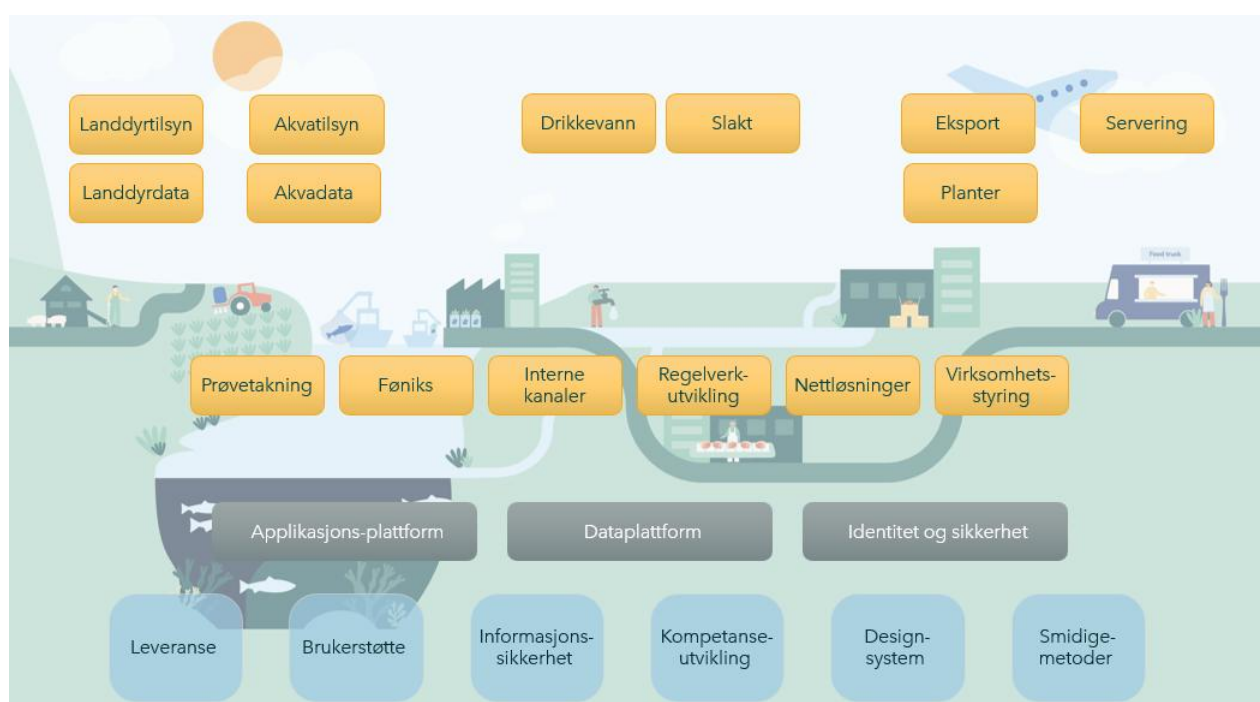 Landdyrtilsyn
Akvatilsyn
Drikkevann
Slakt
Eksport
Servering
Landdyrdata
Akvadata
Planter
Food truck
Prøvetakning
Føniks
Interne
kanaler
Regelverk-
utvikling
Nettløsninger
Virksomhets-
styring
Applikasjons-plattform
Dataplattform
Identitet og sikkerhet
Leveranse
Brukerstøtte
Informasjons-
sikkerhet
Kompetanse-
utvikling
Design-
system
Smidige-
metoder